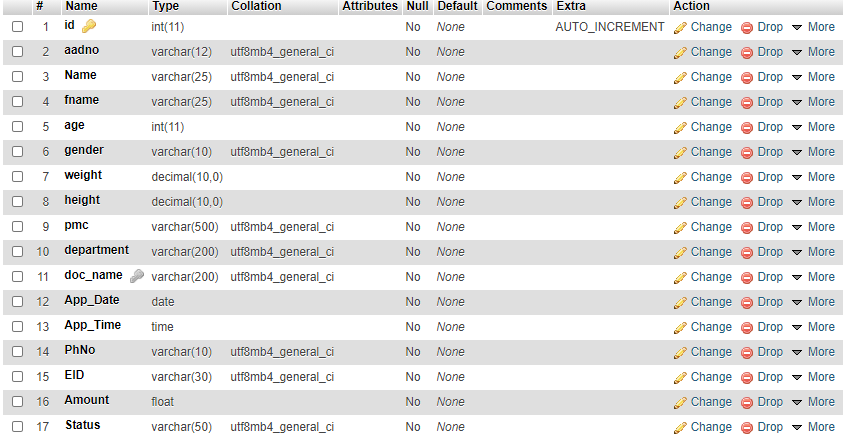 # Name Type Collation Attributes Null Default Comments Extra Action
1 id int(11) No None AUTO_INCREMENT Change Drop More
2 aadno varchar(12) utf8mb4_general_ci No None Change Drop More
3 Name varchar(25) utf8mb4_general_ci No None Change Drop More
4 fname varchar(25) utf8mb4_general_ci No None Change Drop More
5 age int(11) No None Change Drop More
6 gender varchar(10) utf8mb4_general_ci No None Change Drop More
7 weight decimal(10,0) No None Change Drop More
8 height decimal(10,0) No None Change Drop More
9 pmc varchar(500) utf8mb4_general_ci No None Change Drop More
10 department varchar(200) utf8mb4_general_ci No None Change Drop More
11 doc_name varchar(200) utf8mb4_general_ci No None Change Drop More
12 App_Date date No None Change Drop More
13 App_Time time No None Change Drop More
14 PhNo varchar(10) utf8mb4_general_ci No None Change Drop More
15 EID varchar(30) utf8mb4_general_ci No None Change Drop More
16 Amount float No None Change Drop More
17 Status varchar(50) utf8mb4_general_ci No None Change Drop More